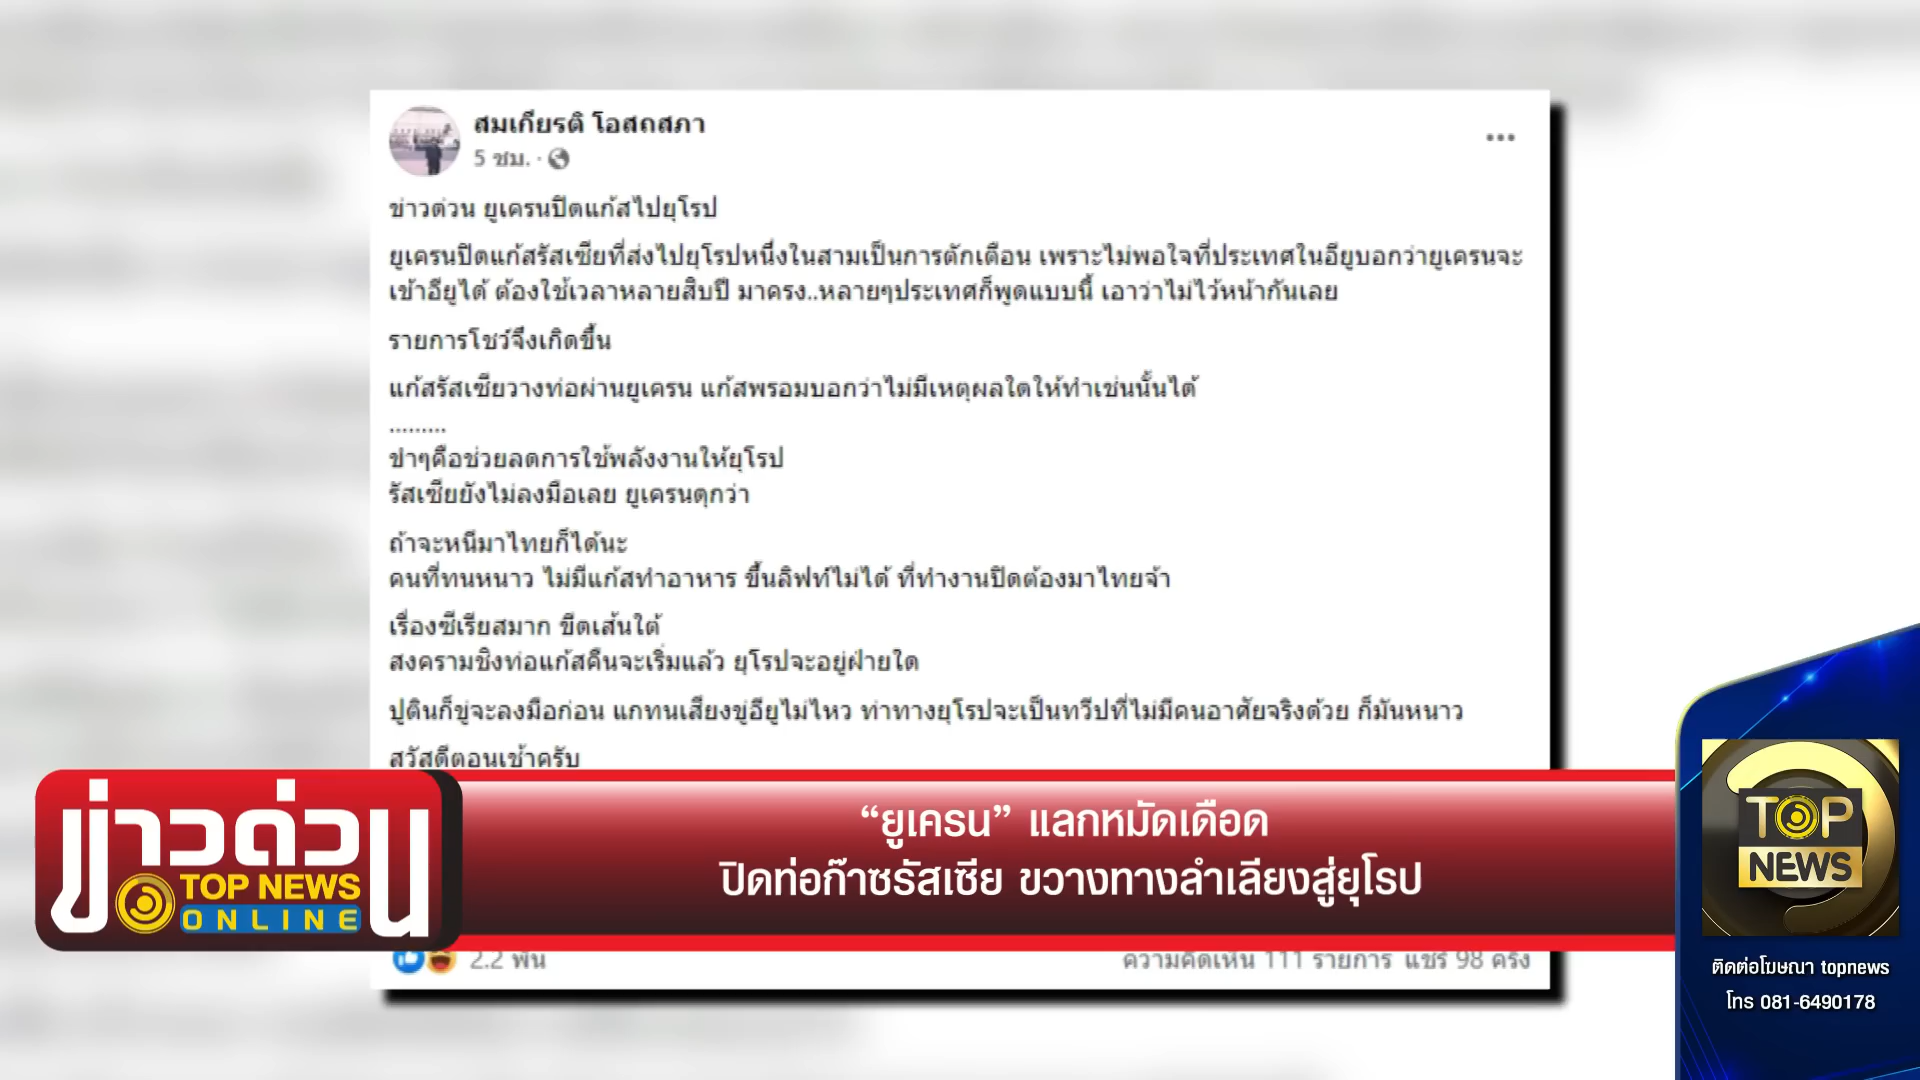 สมเกียรติ โอสถสภา
5 ชม.
ข่าวด่วน ยูเครนปิดแก้สไปยุโรป
ยูเครนปิดแก้สรัสเซียที่ส่งไปยุโรปหนึ่งในสามเป็นการตักเตือน เพราะไม่พอใจที่ประเทศในอียูบอกว่ายูเครนจะ
เข้าอียูได้ ต้องใช้เวลาหลายสิบปี มาครง..หลายๆประเทศก็พูดแบบนี้ เอาว่าไม่ไว้หน้ากันเลย
รายการโชว์จึงเกิดขึ้น
แก้สรัสเซียวางท่อผ่านยูเครน แก้สพรอมบอกว่าไม่มีเหตุผลใดให้ทำเช่นนั้นได้
.........
ขำๆคือช่วยลดการใช้พลังงานให้ยุโรป
รัสเซียยังไม่ลงมือเลย ยูเครนดุกว่า
ถ้าจะหนีมาไทยก็ได้นะ
คนที่ทนหนาว ไม่มีแก้สทำอาหาร ขึ้นลิฟท์ไม่ได้ ที่ทำงานปิดต้องมาไทยจ้า
เรื่องซีเรียสมาก ขีดเส้นใต้
สงครามชิงท่อแก้สคืนจะเริ่มแล้ว ยุโรปจะอยู่ฝ่ายใด
ปูตินก็ขู่จะลงมือก่อน แกทนเสียงขู่อียูไม่ไหว ท่าทางยุโรปจะเป็นทวีปที่ไม่มีคนอาศัยจริงด้วย ก็มันหนาว
สวัสดีตอนเช้าครับ
ข่าวด่วน
TOP NEWS
ONLINE
“ยูเครน” แลกหมัดเดือด
ปิดท่อก๊าซรัสเซีย ขวางทางลำเลียงสู่ยุโรป
2.2 พัน
ความคิดเห็น 111 รายการ แชร์ 98 ครั้ง
TOP
NEWS
ติดต่อโฆษณา topnews
โทร 081-6490178